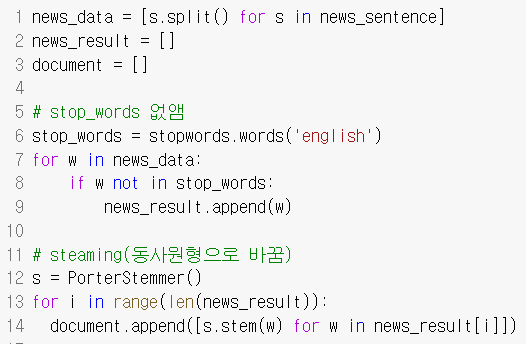 1 news_data = [s.split() for s in news_sentence]
2 news_result = []
3 document = []
4
5 # stop_words 없앰
6 stop_words = stopwords.words('english')
7 for w in news_data:
8     if w not in stop_words:
9         news_result.append(w)
10
11 # steaming(동사원형으로 바꿈)
12 s = PorterStemmer()
13 for i in range(len(news_result)):
14   document.append([s.stem(w) for w in news_result[i]])